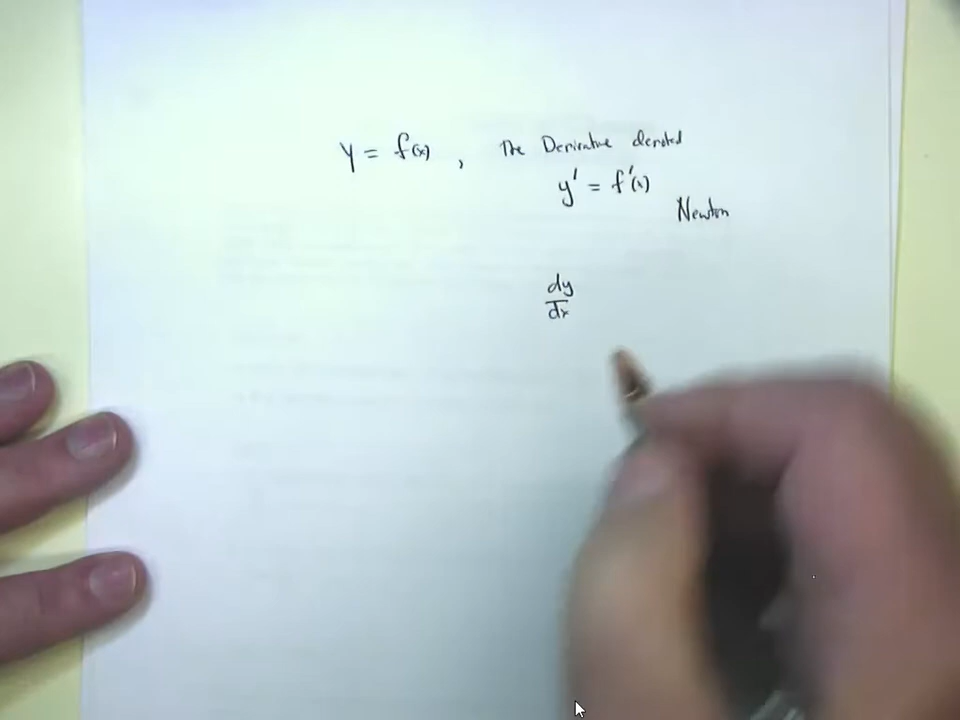 y = f(x) , The Derivative denoted
y' = f'(x)
Newton
dy
dx